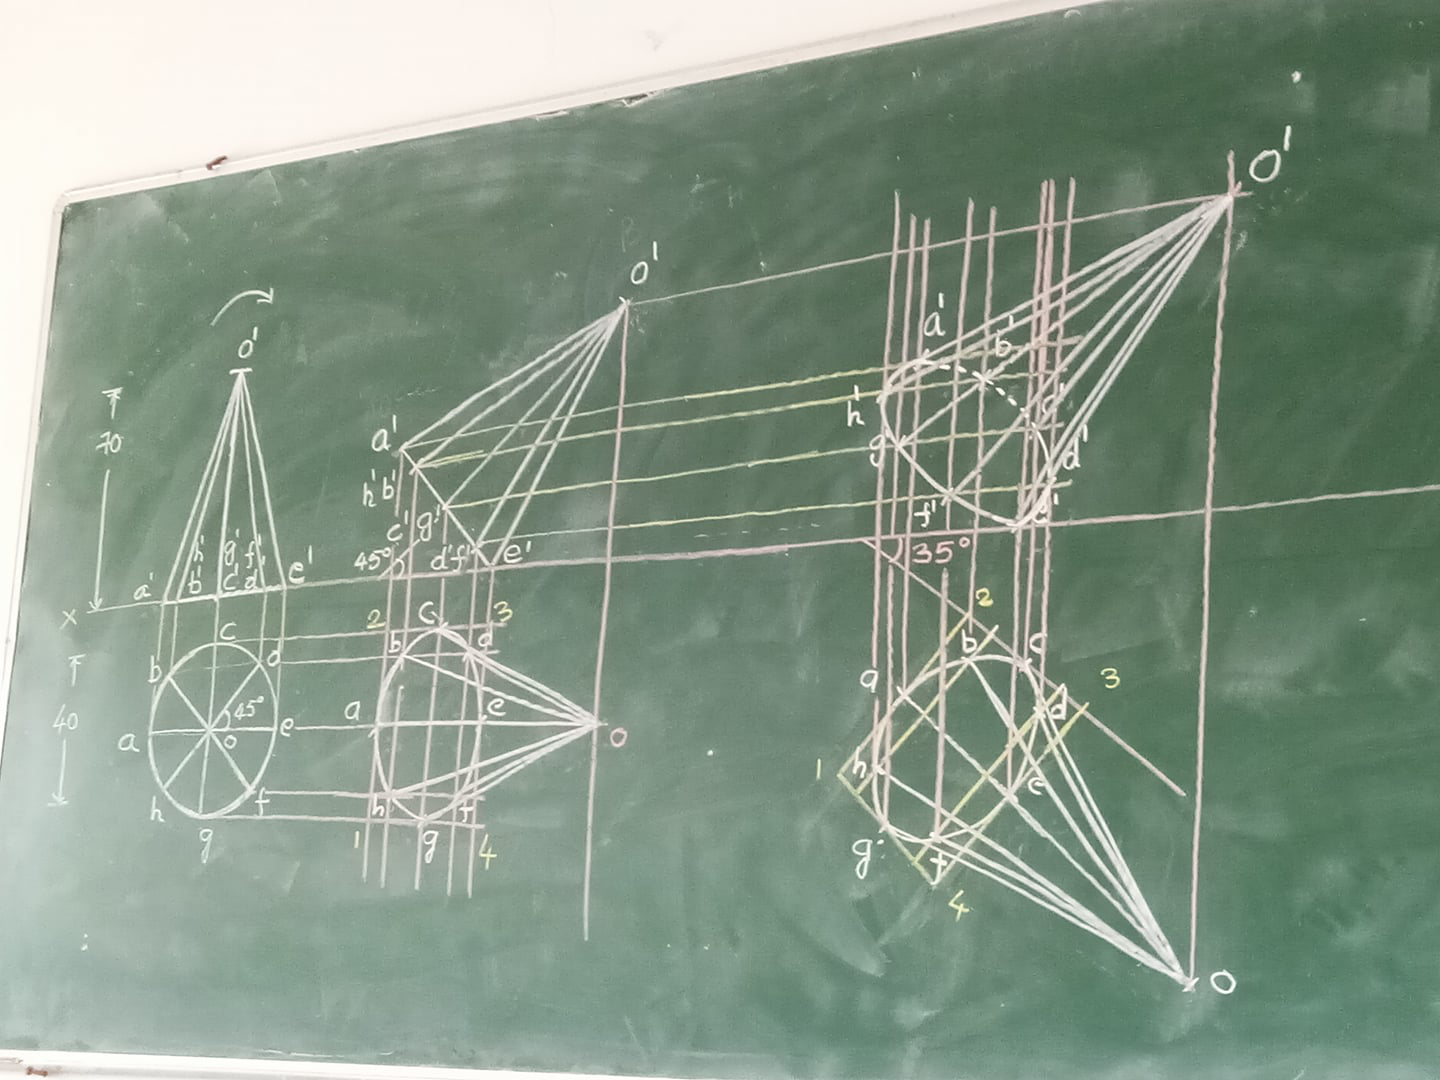 O'
70
a' h' b' g' c' f' d' e'
X
40
c
b d
45°
a o e
h f
g
O'
a'
h' b'
c' g'
45° d' f' e'
2 c 3
b d
a e
o
h f
1 g 4
O'
a' b'
h' c'
g' d'
f' e'
35°
2
b c
a 3
d
1 h e
g f
4
O